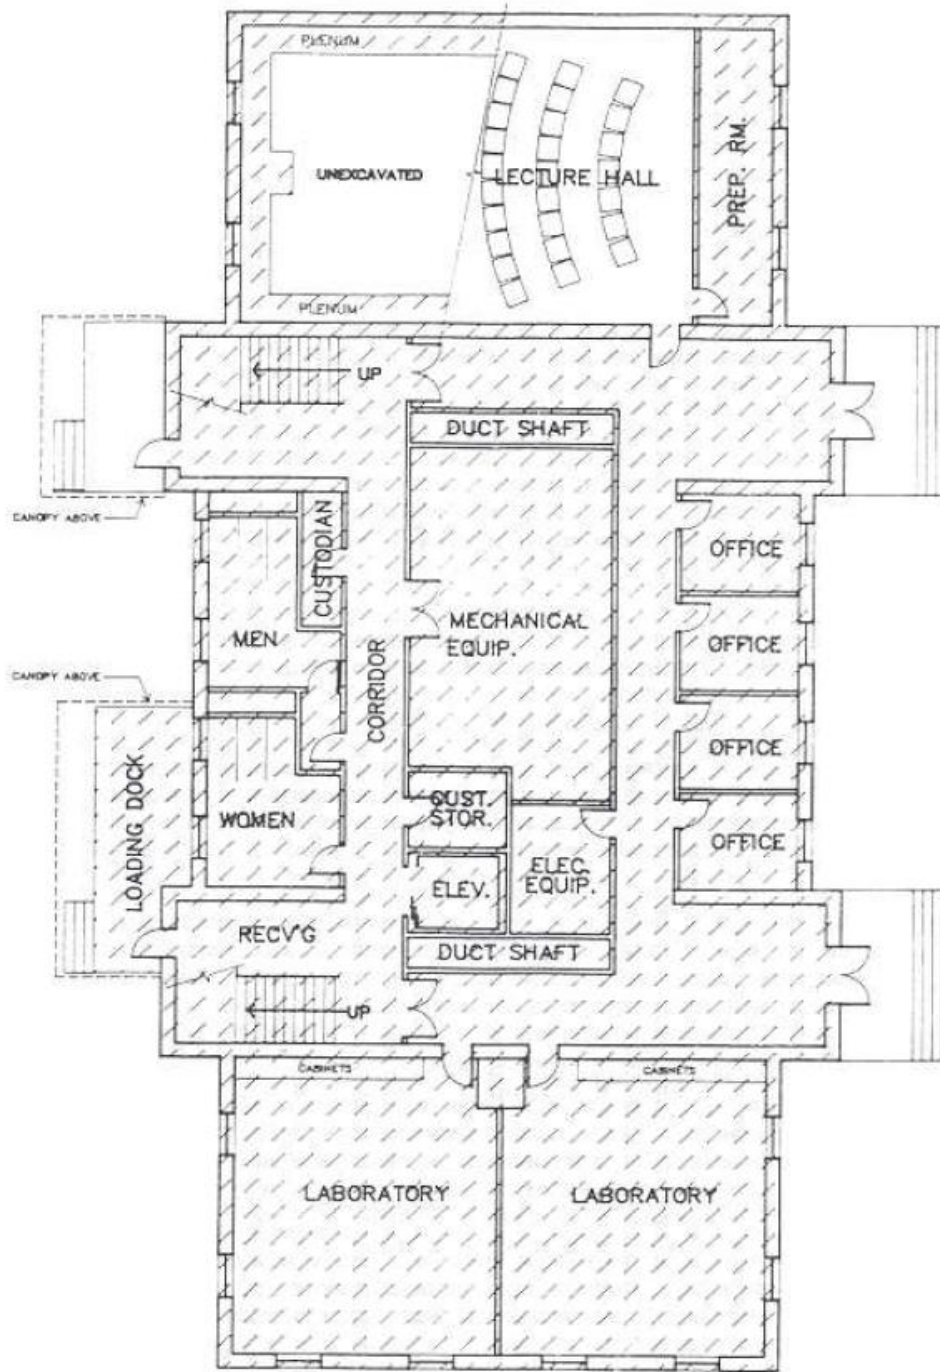 PLENUM
UNEXCAVATED
LECTURE HALL
PREP. RM.
PLENUM
UP
DUCT SHAFT
CANOPY ABOVE
CUSTODIAN
OFFICE
MEN
CORRIDOR
MECHANICAL
EQUIP.
OFFICE
CANOPY ABOVE
OFFICE
LOADING DOCK
WOMEN
CUST.
STOR.
OFFICE
ELEV.
ELEC
EQUIP.
RECV'G
DUCT SHAFT
UP
CABINETS
CABINETS
LABORATORY
LABORATORY